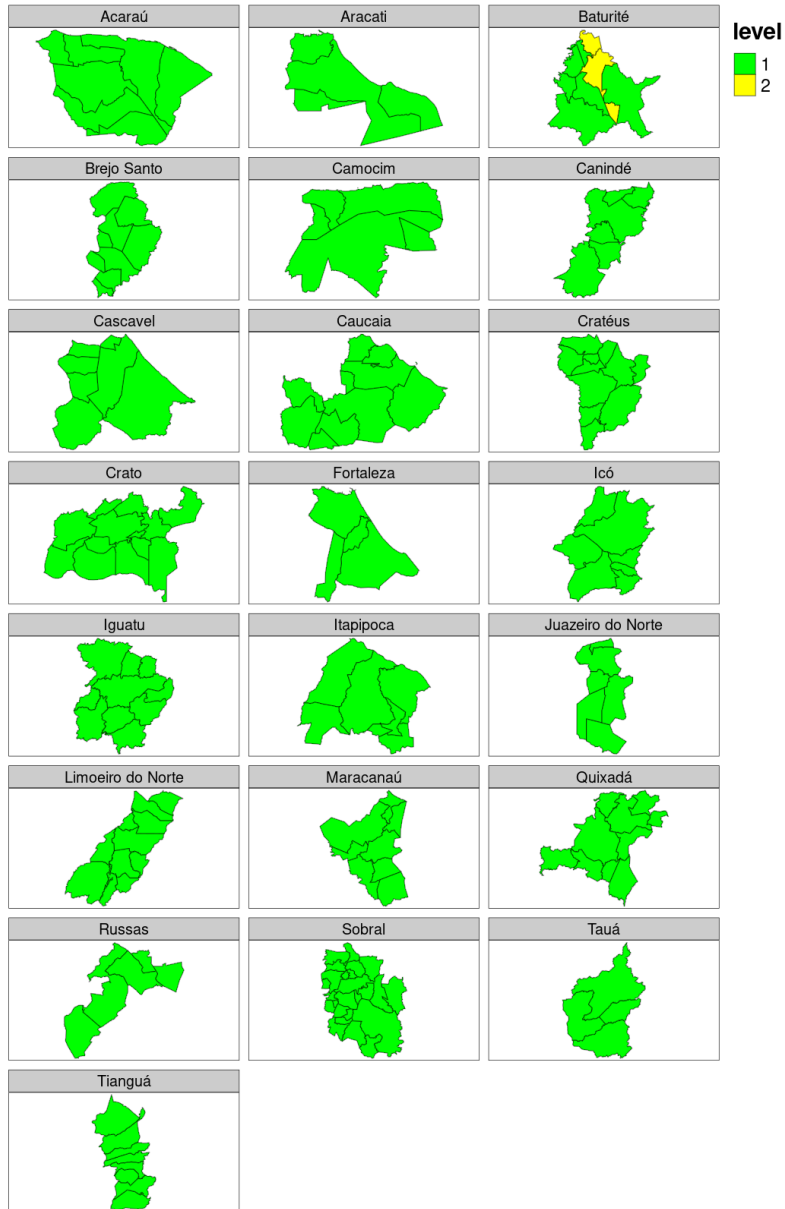 Acaraú
Aracati
Baturité
level
1
2
Brejo Santo
Camocim
Canindé
Cascavel
Caucaia
Cratéus
Crato
Fortaleza
Icó
Iguatu
Itapipoca
Juazeiro do Norte
Limoeiro do Norte
Maracanaú
Quixadá
Russas
Sobral
Tauá
Tianguá